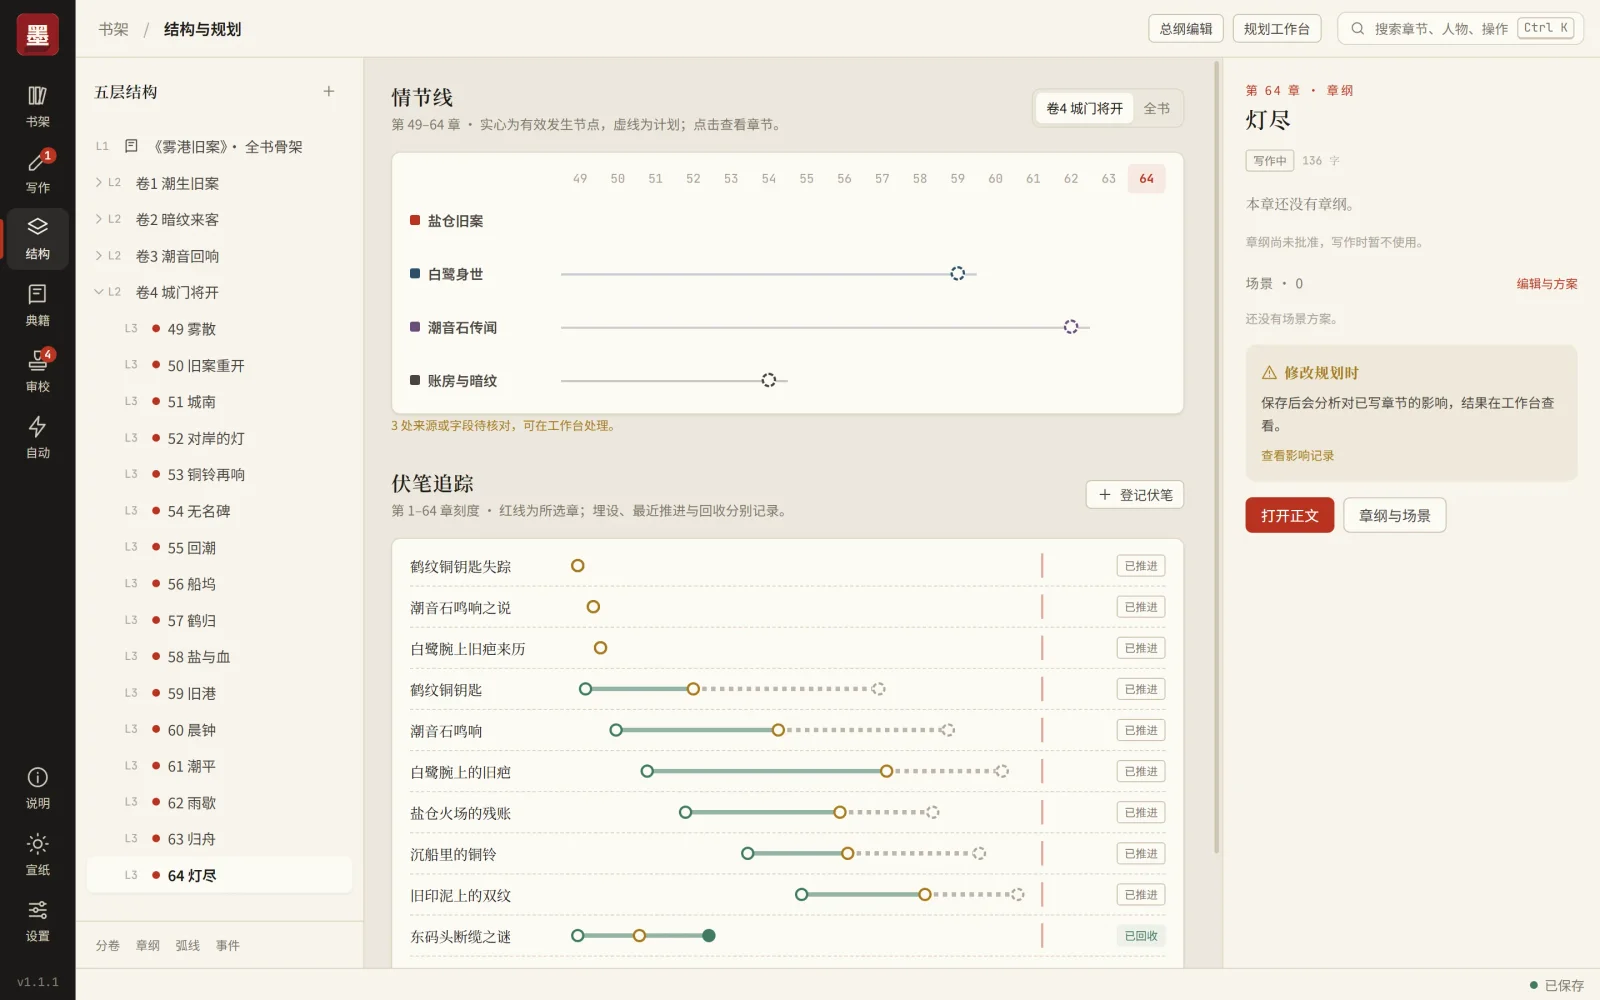 墨
书架
1
写作
结构
典籍
4
审校
自动
说明
宣纸
设置
v1.1.1
书架 / 结构与规划
总纲编辑
规划工作台
搜索章节、人物、操作 Ctrl K
五层结构 +
L1 《雾港旧案》· 全书骨架
L2 卷1 潮生旧案
L2 卷2 暗纹来客
L2 卷3 潮音回响
L2 卷4 城门将开
L3 49 雾散
L3 50 旧案重开
L3 51 城南
L3 52 对岸的灯
L3 53 铜铃再响
L3 54 无名碑
L3 55 回潮
L3 56 船坞
L3 57 鹤归
L3 58 盐与血
L3 59 旧港
L3 60 晨钟
L3 61 潮平
L3 62 雨歇
L3 63 归舟
L3 64 灯尽
分卷 章纲 弧线 事件
情节线
第 49–64 章 · 实心为有效发生节点，虚线为计划；点击查看章节。
卷4 城门将开 全书
49 50 51 52 53 54 55 56 57 58 59 60 61 62 63 64
盐仓旧案
白鹭身世
潮音石传闻
账房与暗纹
3 处来源或字段待核对，可在工作台处理。
伏笔追踪
第 1–64 章刻度 · 红线为所选章；埋设、最近推进与回收分别记录。
+ 登记伏笔
鹤纹铜钥匙失踪 已推进
潮音石鸣响之说 已推进
白鹭腕上旧疤来历 已推进
鹤纹铜钥匙 已推进
潮音石鸣响 已推进
白鹭腕上的旧疤 已推进
盐仓火场的残账 已推进
沉船里的铜铃 已推进
旧印泥上的双纹 已推进
东码头断缆之谜 已回收
第 64 章 · 章纲
灯尽
写作中 136 字
本章还没有章纲。
章纲尚未批准，写作时暂不使用。
场景 · 0 编辑与方案
还没有场景方案。
修改规划时
保存后会分析对已写章节的影响，结果在工作台查
看。
查看影响记录
打开正文
章纲与场景
已保存